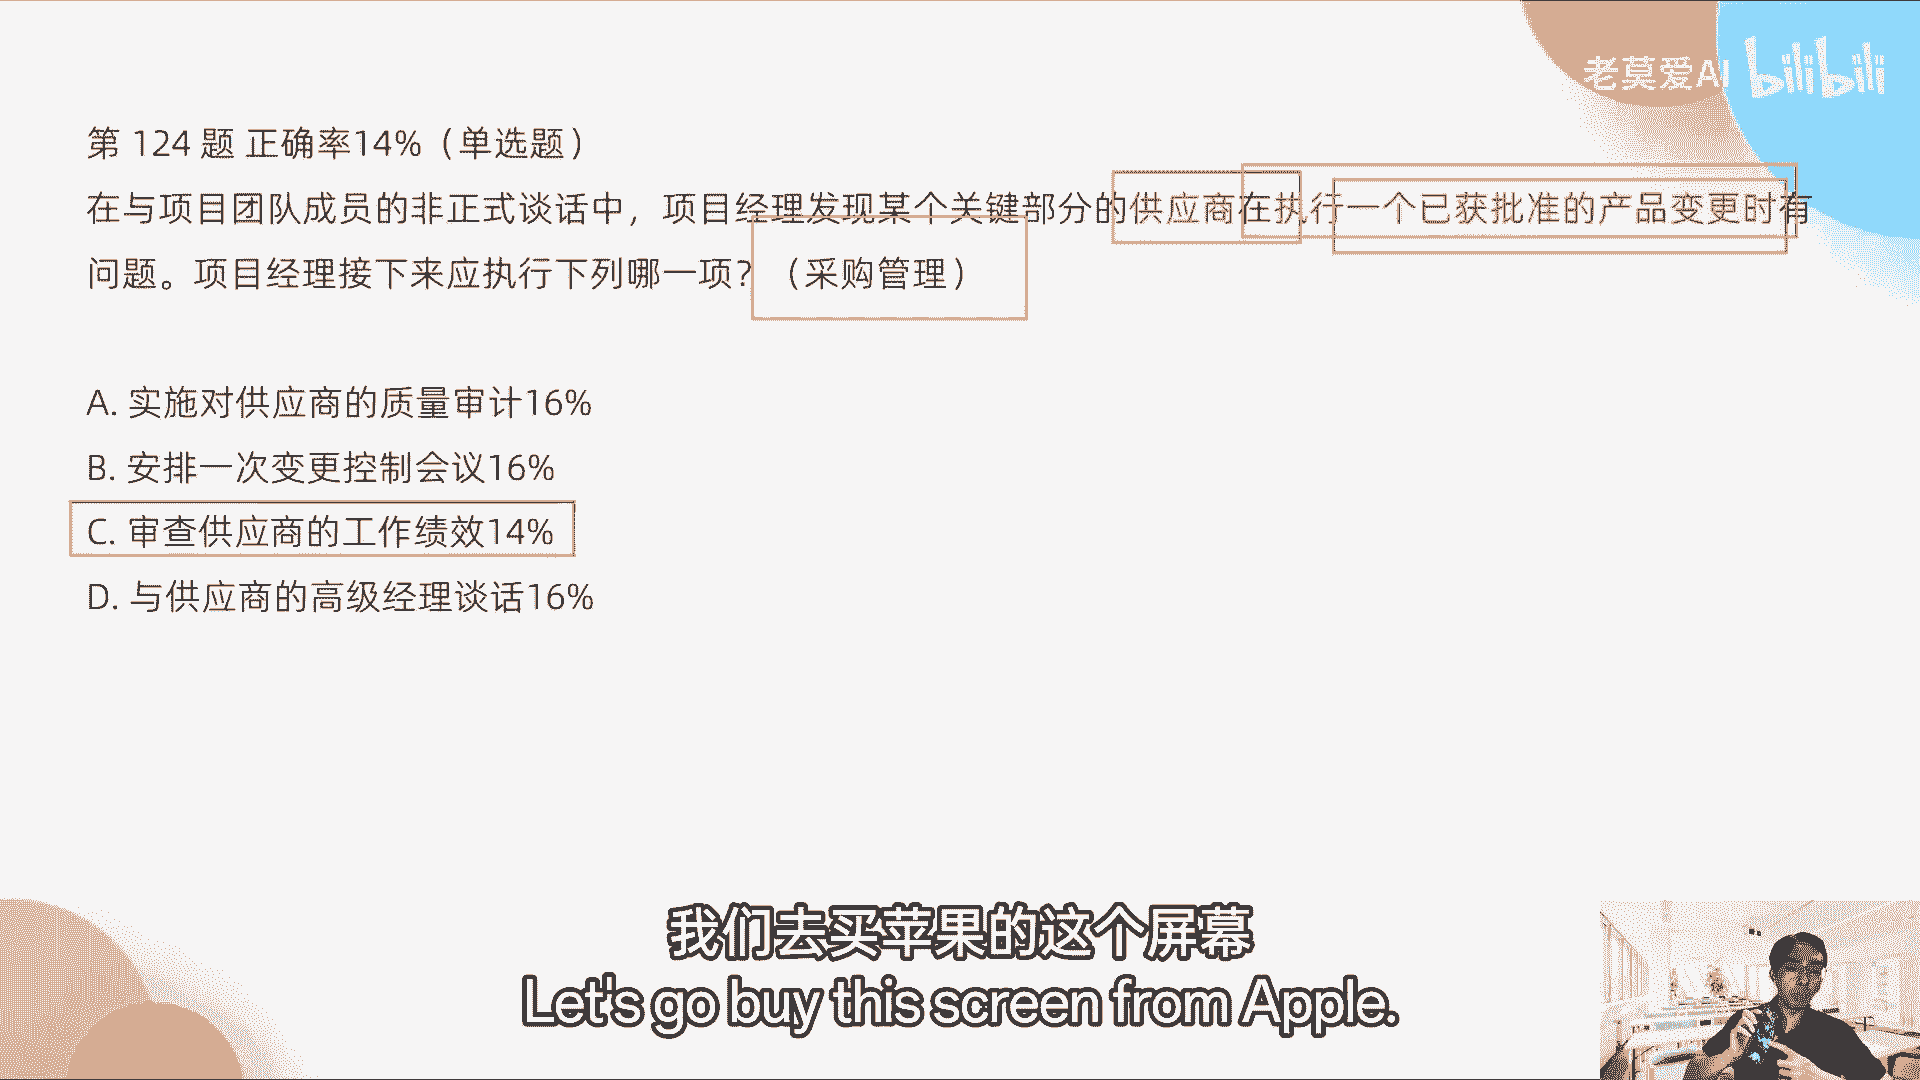 老莫爱AI bilibili
第 124 题 正确率14%（单选题）
在与项目团队成员的非正式谈话中，项目经理发现某个关键部分的供应商在执行一个已获批准的产品变更时有
问题。项目经理接下来应执行下列哪一项？（采购管理）
A. 实施对供应商的质量审计16%
B. 安排一次变更控制会议16%
C. 审查供应商的工作绩效14%
D. 与供应商的高级经理谈话16%
我们去买苹果的这个屏幕
Let's go buy this screen from Apple.